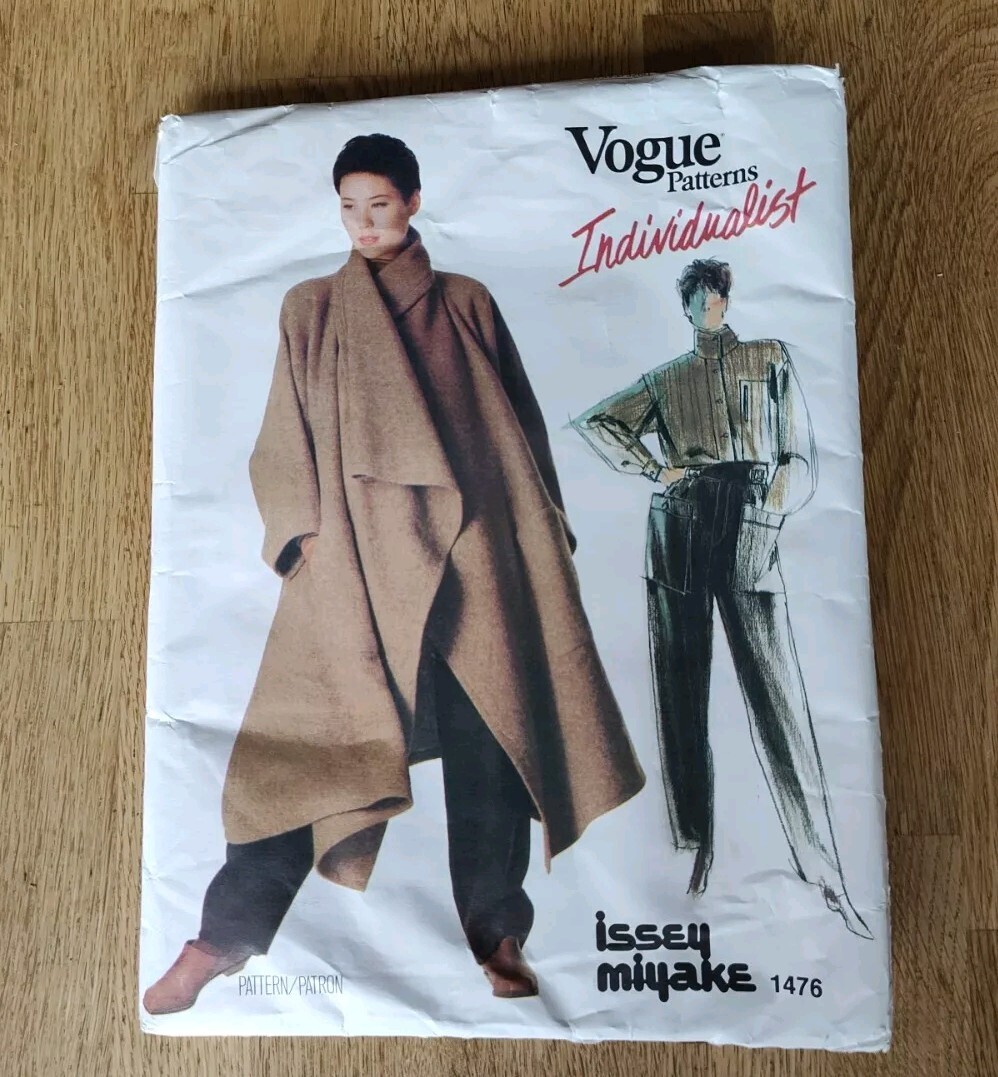 Vogue
Patterns
Individualist
PATTERN/PATRON
issey
miyake 1476